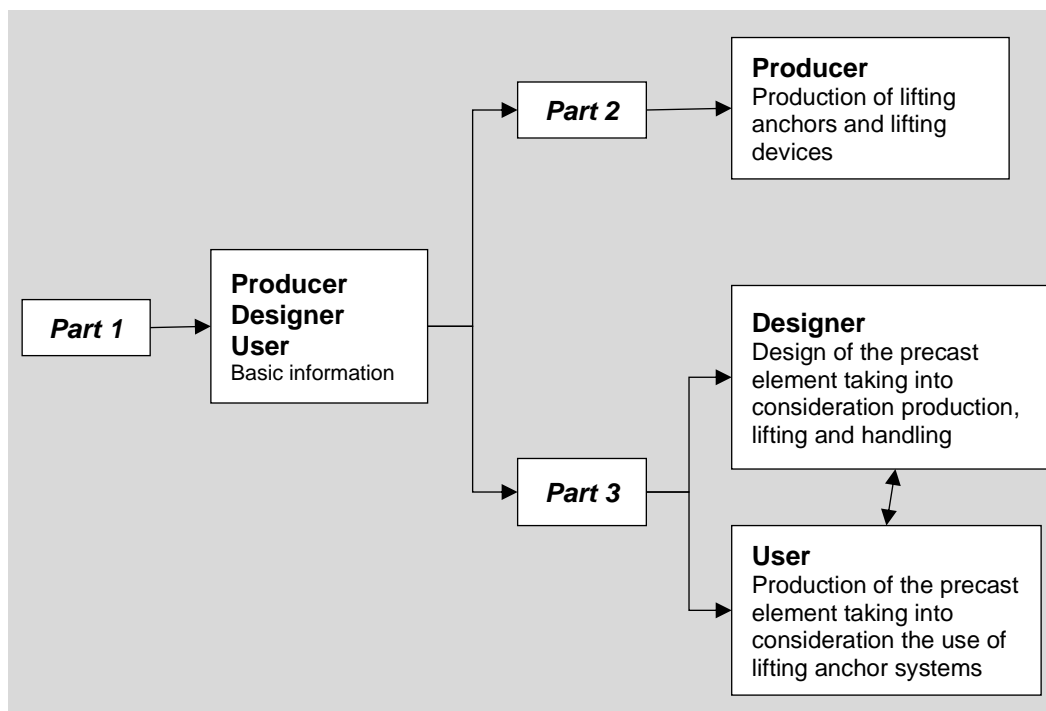 Part 1
Producer
Designer
User
Basic information
Part 2
Producer
Production of lifting
anchors and lifting
devices
Part 3
Designer
Design of the precast
element taking into
consideration production,
lifting and handling
User
Production of the precast
element taking into
consideration the use of
lifting anchor systems